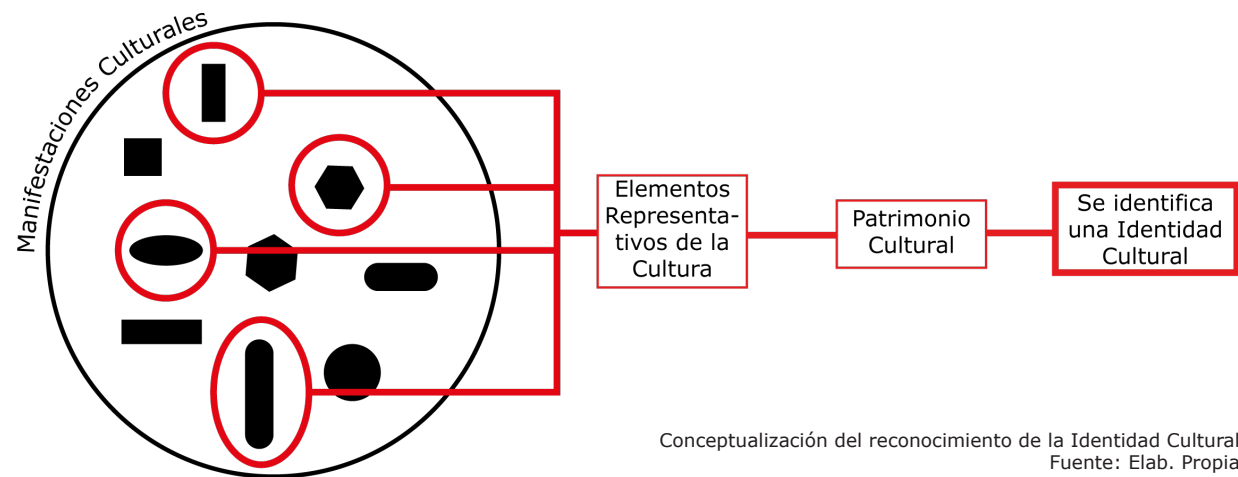 Manifestaciones Culturales
Elementos
Representa-
tivos de la
Cultura
Patrimonio
Cultural
Se identifica
una Identidad
Cultural
Conceptualización del reconocimiento de la Identidad Cultural
Fuente: Elab. Propia